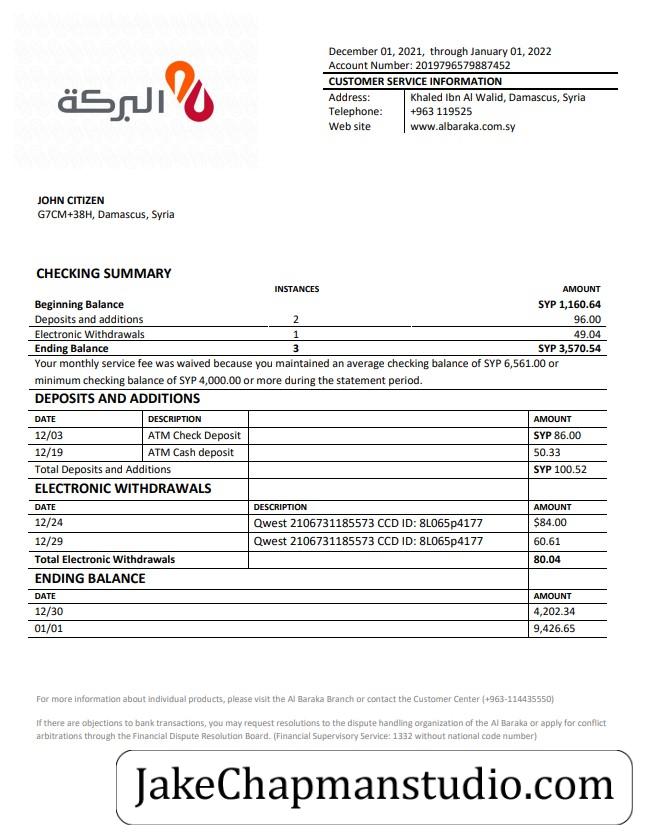 December 01, 2021, through January 01, 2022
Account Number: 2019796579887452
البركة
CUSTOMER SERVICE INFORMATION
Address: Khaled Ibn Al Walid, Damascus, Syria
Telephone: +963 119525
Web site www.albaraka.com.sy
JOHN CITIZEN
G7CM+38H, Damascus, Syria
CHECKING SUMMARY
INSTANCES AMOUNT
Beginning Balance SYP 1,160.64
Deposits and additions 2 96.00
Electronic Withdrawals 1 49.04
Ending Balance 3 SYP 3,570.54
Your monthly service fee was waived because you maintained an average checking balance of SYP 6,561.00 or
minimum checking balance of SYP 4,000.00 or more during the statement period.
DEPOSITS AND ADDITIONS
DATE DESCRIPTION AMOUNT
12/03 ATM Check Deposit SYP 86.00
12/19 ATM Cash deposit 50.33
Total Deposits and Additions SYP 100.52
ELECTRONIC WITHDRAWALS
DATE DESCRIPTION AMOUNT
12/24 Qwest 2106731185573 CCD ID: 8L065p4177 $84.00
12/29 Qwest 2106731185573 CCD ID: 8L065p4177 60.61
Total Electronic Withdrawals 80.04
ENDING BALANCE
DATE AMOUNT
12/30 4,202.34
01/01 9,426.65
For more information about individual products, please visit the Al Baraka Branch or contact the Customer Center (+963-114435550)
If there are objections to bank transactions, you may request resolutions to the dispute handling organization of the Al Baraka or apply for conflict
arbitrations through the Financial Dispute Resolution Board. (Financial Supervisory Service: 1332 without national code number)
JakeChapmanstudio.com